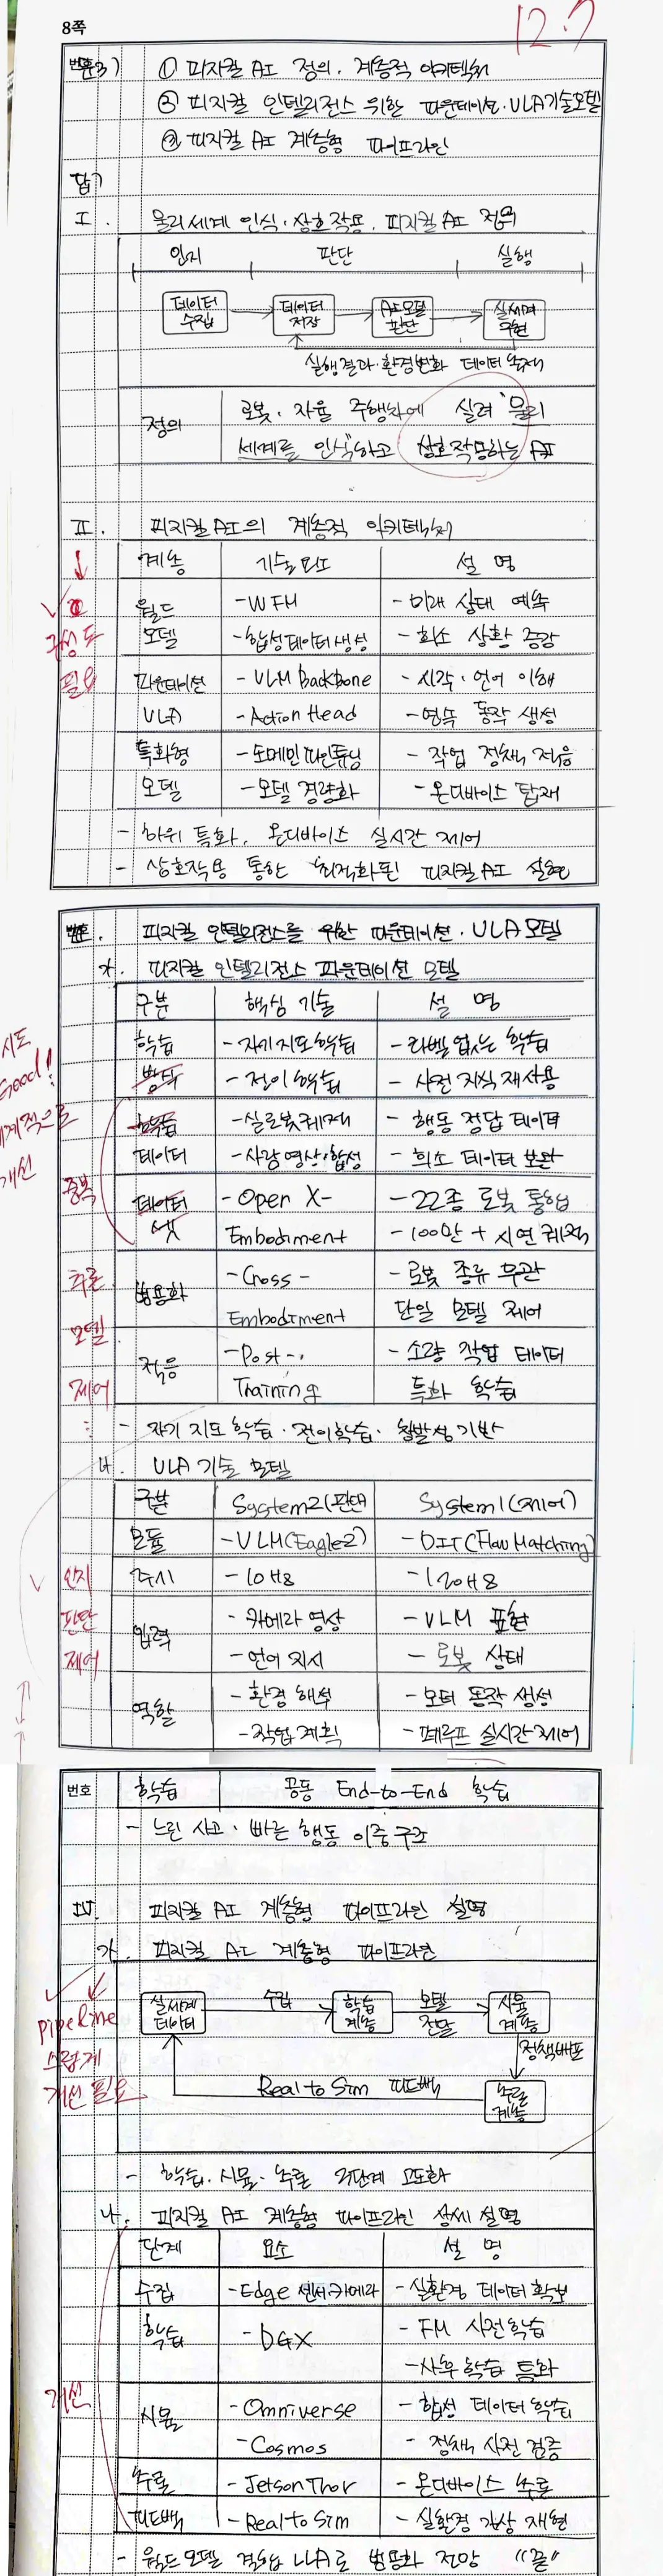 8쪽
12.7
번호
문3) ① 피지컬 AI 정의, 계층적 아키텍처
② 피지컬 인텔리전스 위한 파운데이션·VLA기술모델
③ 피지컬 AI 계층형 파이프라인
답)
I. 물리세계 인식·상호작용, 피지컬 AI 정의
인지 판단 실행
데이터 수집 데이터 저장 AI모델 판단 실세계 구현
실행결과·환경변화 데이터 축적
정의 로봇, 자율 주행차에 실려 물리
세계를 인식하고 상호작용하는 AI
II. 피지컬AI의 계층적 아키텍처
계층 기술요소 설 명
구성도
필요
월드 -WFM -미래 상태 예측
모델 -합성데이터생성 -희소 상황 증강
파운데이션 -VLM Backbone -시각·언어 이해
VLA -Action Head -연속 동작 생성
특화형 -도메인파인튜닝 -작업 정책 적응
모델 -모델 경량화 -온디바이스 탑재
- 하위 특화, 온디바이스 실시간 제어
- 상호작용 통한 최적화된 피지컬AI 실현
번호
피지컬 인텔리전스를 위한 파운데이션·VLA 모델
가. 피지컬 인텔리전스 파운데이션 모델
구분 핵심 기술 설 명
시도
Good!
체계적으로
개선
학습 -자기지도학습 -라벨 없는 학습
방식 -전이학습 -사전 지식 재사용
학습 -실로봇궤적 -행동 정답 데이터
데이터 -사람영상·합성 -희소 데이터 보완
중복
데이터 -Open X- -22종 로봇 통합
셋 Embodiment -100만+ 시연 궤적
추론
모델
제어
범용화 -Cross- -로봇 종류 무관
Embodiment 단일 모델 제어
적응 -Post- -소량 작업 데이터
Training 특화 학습
- 자기 지도 학습·전이학습·창발성 기반
나. VLA 기술 모델
구분 System2(판단) System1(제어)
모듈 -VLM(Eagle2) -DIT(Flow Matching)
주시 -10H8 -120H8
인지
판단
제어
입력 -카메라 영상 -VLM 표현
-언어 지시 -로봇 상태
역할 -환경 해석 -모터 동작 생성
-작업 계획 -폐루프 실시간 제어
번호 학습 공동 End-to-End 학습
- 느린 사고·빠른 행동 이중 구조
IV. 피지컬 AI 계층형 파이프라인 설명
가. 피지컬 AI 계층형 파이프라인
pipeline
스럽게
개선 필요
실세계 데이터 수집 학습 계층 모델 전달 시뮬 계층
정책배포
Real to Sim 피드백 추론 계층
- 학습, 시뮬, 추론 3단계 고도화
나. 피지컬 AI 계층형 파이프라인 상세 설명
단계 요소 설 명
수집 -Edge 센서·카메라 -실환경 데이터 확보
학습 -DGX -FM 사전학습
-사후 학습 특화
개선
시뮬 -Omniverse -합성 데이터 학습
-Cosmos -정책 사전 검증
추론 -Jetson Thor -온디바이스 추론
피드백 -Real to Sim -실환경 가상 재현
- 월드 모델 결합 VLA로 범용화 전망 "끝"